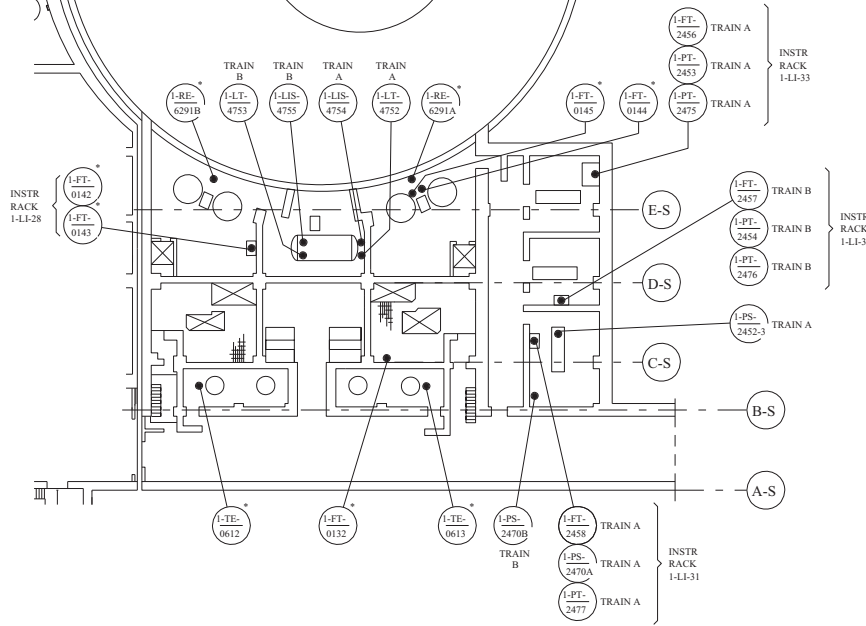 1-FT-
2456
TRAIN A
1-PT-
2453
TRAIN A
1-PT-
2475
TRAIN A
INSTR
RACK
1-LI-33
1-RE-
6291B
*
TRAIN
B
1-LT-
4753
TRAIN
B
1-LIS-
4755
TRAIN
A
1-LIS-
4754
TRAIN
A
1-LT-
4752
1-RE-
6291A
*
1-FT-
0145
*
1-FT-
0144
*
INSTR
RACK
1-LI-28
1-FT-
0142
*
1-FT-
0143
*
1-FT-
2457
TRAIN B
1-PT-
2454
TRAIN B
1-PT-
2476
TRAIN B
INSTR
RACK
1-LI-3
E-S
D-S
1-PS-
2452-3
TRAIN A
C-S
B-S
A-S
1-TE-
0612
*
1-FT-
0132
*
1-TE-
0613
*
1-PS-
2470B
TRAIN
B
1-FT-
2458
TRAIN A
1-PS-
2470A
TRAIN A
1-PT-
2477
TRAIN A
INSTR
RACK
1-LI-31